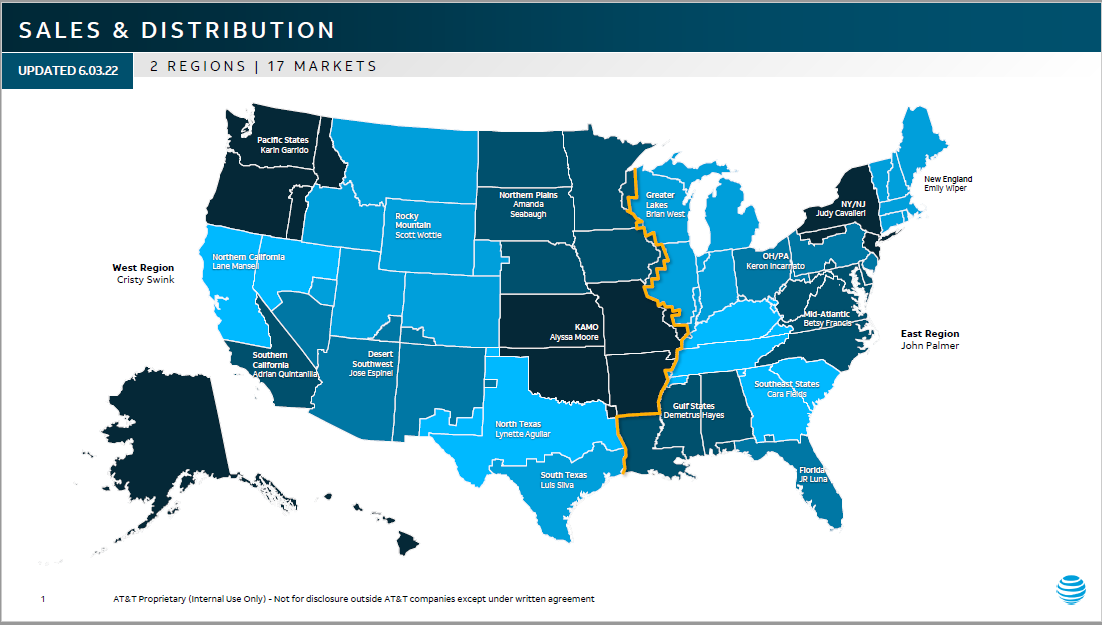 SALES & DISTRIBUTION
UPDATED 6.03.22
2 REGIONS | 17 MARKETS
Pacific States
Karin Garrido
Northern Plains
Amanda
Seabaugh
Greater
Lakes
Brian West
New England
Emily Wiper
NY/NJ
Judy Cavalieri
Rocky
Mountain
Scott Wottle
Northern California
Lane Mansell
OH/PA
Keron Incarnato
West Region
Cristy Swink
Mid-Atlantic
Betsy Francis
KAMO
Alyssa Moore
East Region
John Palmer
Southern
California
Adrian Quintanilla
Desert
Southwest
Jose Espinel
Southeast States
Cara Fields
Gulf States
Demetrus Hayes
North Texas
Lynette Aguilar
South Texas
Luis Silva
Florida
JR Luna
1
AT&T Proprietary (Internal Use Only) - Not for disclosure outside AT&T companies except under written agreement